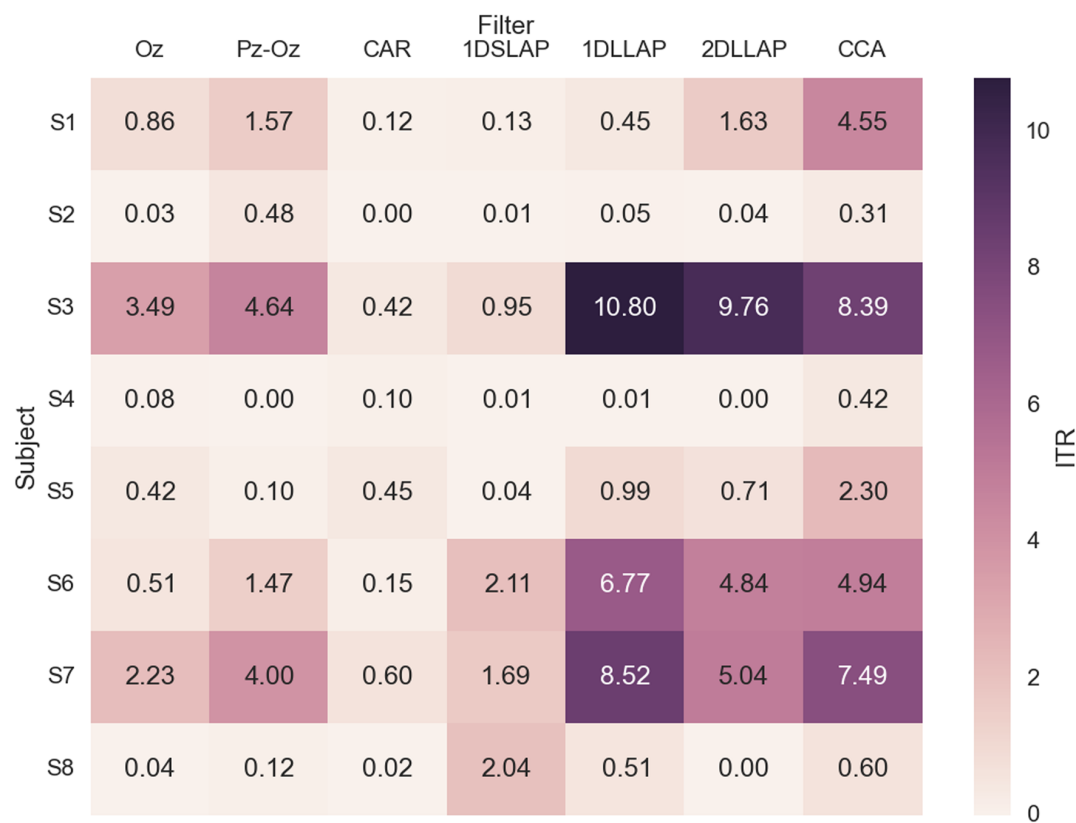 Filter
Oz Pz-Oz CAR 1DSLAP 1DLLAP 2DLLAP CCA
S1 0.86 1.57 0.12 0.13 0.45 1.63 4.55
S2 0.03 0.48 0.00 0.01 0.05 0.04 0.31
S3 3.49 4.64 0.42 0.95 10.80 9.76 8.39
S4 0.08 0.00 0.10 0.01 0.01 0.00 0.42
S5 0.42 0.10 0.45 0.04 0.99 0.71 2.30
S6 0.51 1.47 0.15 2.11 6.77 4.84 4.94
S7 2.23 4.00 0.60 1.69 8.52 5.04 7.49
S8 0.04 0.12 0.02 2.04 0.51 0.00 0.60
Subject
10
8
6
4
2
0
ITR